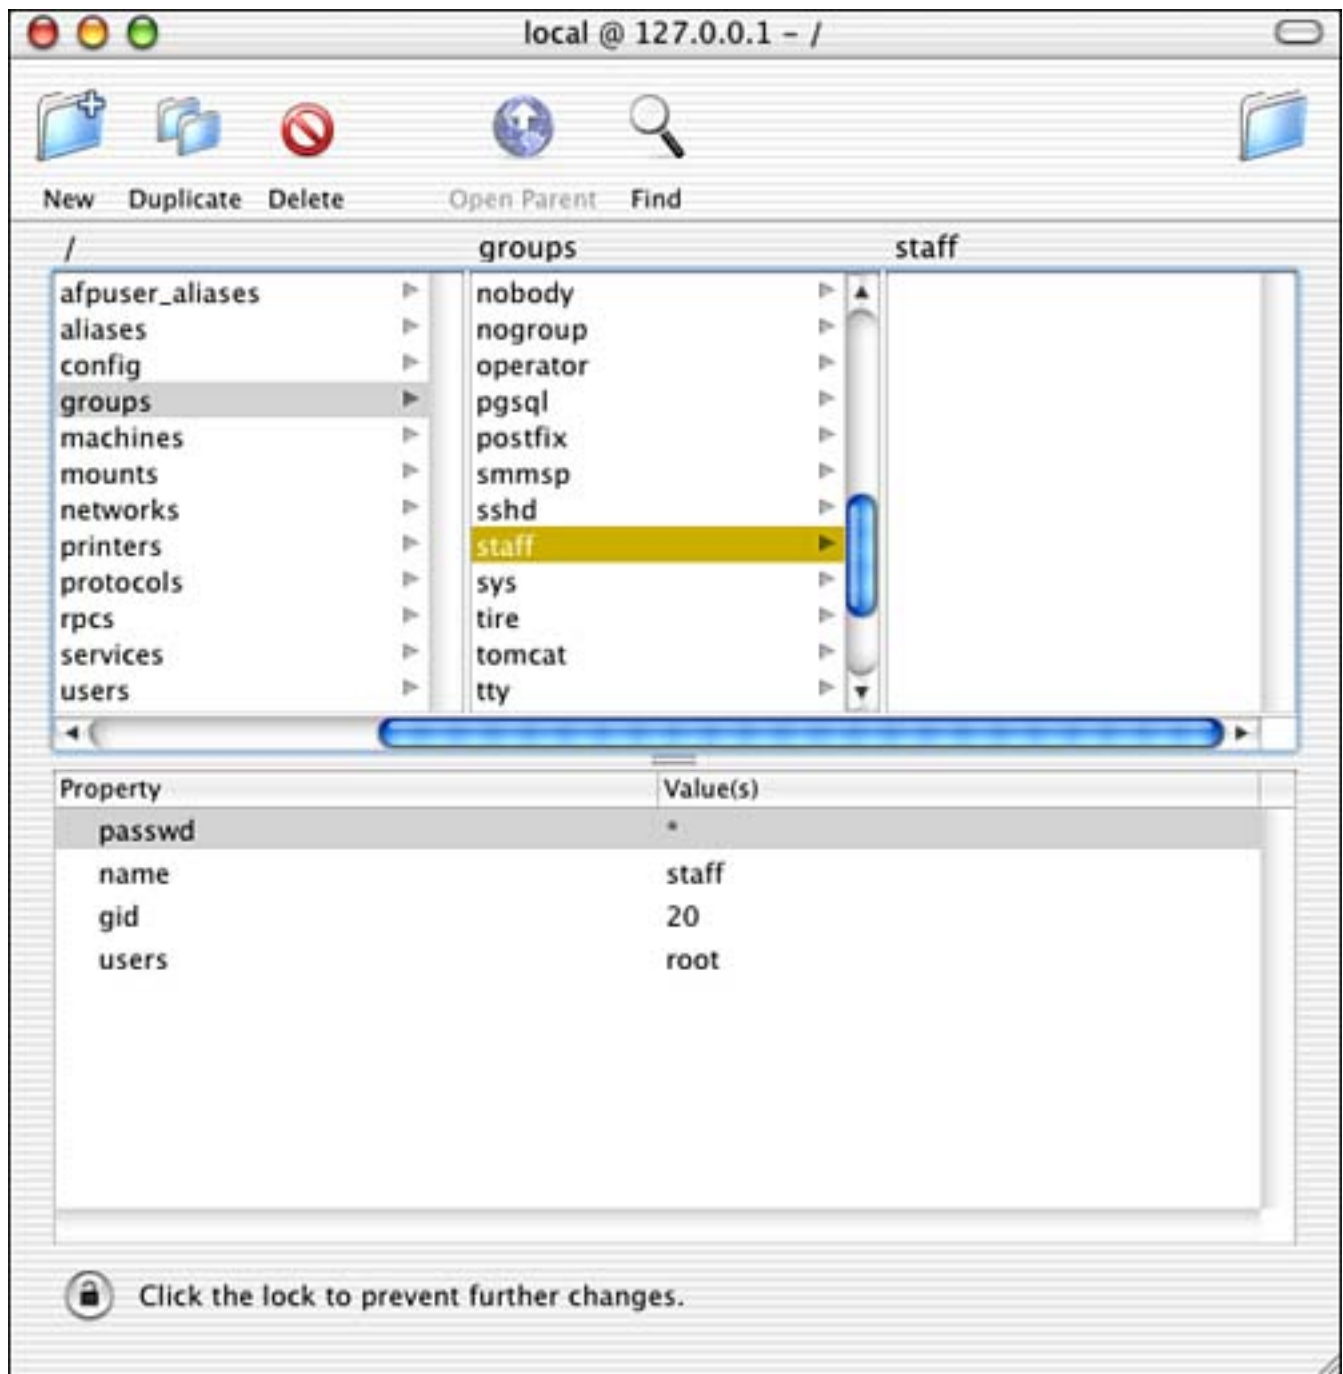 local @ 127.0.0.1 – /
New Duplicate Delete Open Parent Find
/ groups staff
afpuser_aliases nobody
aliases nogroup
config operator
groups pgsql
machines postfix
mounts smmsp
networks sshd
printers staff
protocols sys
rpcs tire
services tomcat
users tty
Property Value(s)
passwd *
name staff
gid 20
users root
Click the lock to prevent further changes.